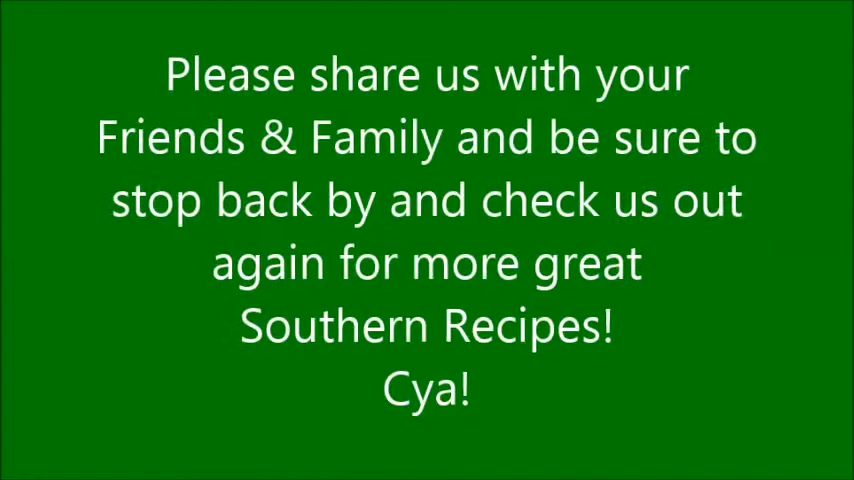 Please share us with your
Friends & Family and be sure to
stop back by and check us out
again for more great
Southern Recipes!
Cya!